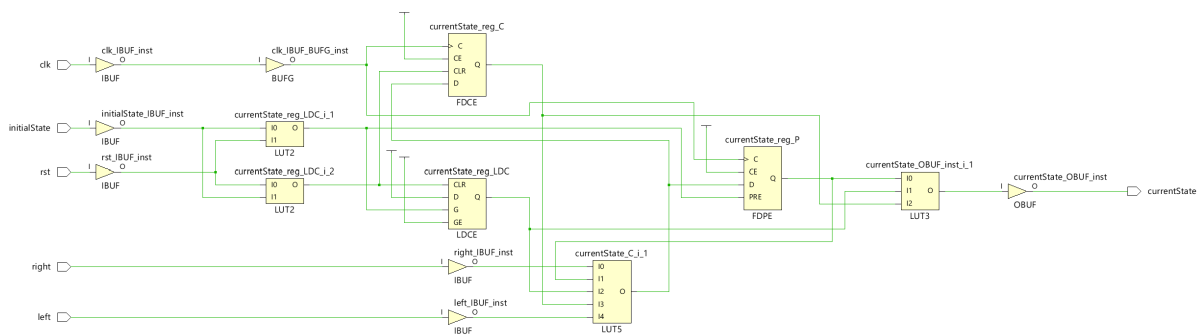 currentState_reg_C
clk_IBUF_inst
clk_IBUF_BUFG_inst
clk
I
O
IBUF
I
O
BUFG
C
CE
CLR
D
Q
FDCE
initialState_IBUF_inst
initialState
I
O
IBUF
currentState_reg_LDC_i_1
I0
I1
O
LUT2
rst_IBUF_inst
rst
I
O
IBUF
currentState_reg_LDC_i_2
I0
I1
O
LUT2
currentState_reg_LDC
CLR
D
G
GE
Q
LDCE
currentState_reg_P
C
CE
D
PRE
Q
FDPE
currentState_OBUF_inst_i_1
I0
I1
I2
O
LUT3
currentState_OBUF_inst
I
O
OBUF
currentState
right_IBUF_inst
right
I
O
IBUF
left_IBUF_inst
left
I
O
IBUF
currentState_C_i_1
I0
I1
I2
I3
I4
O
LUT5